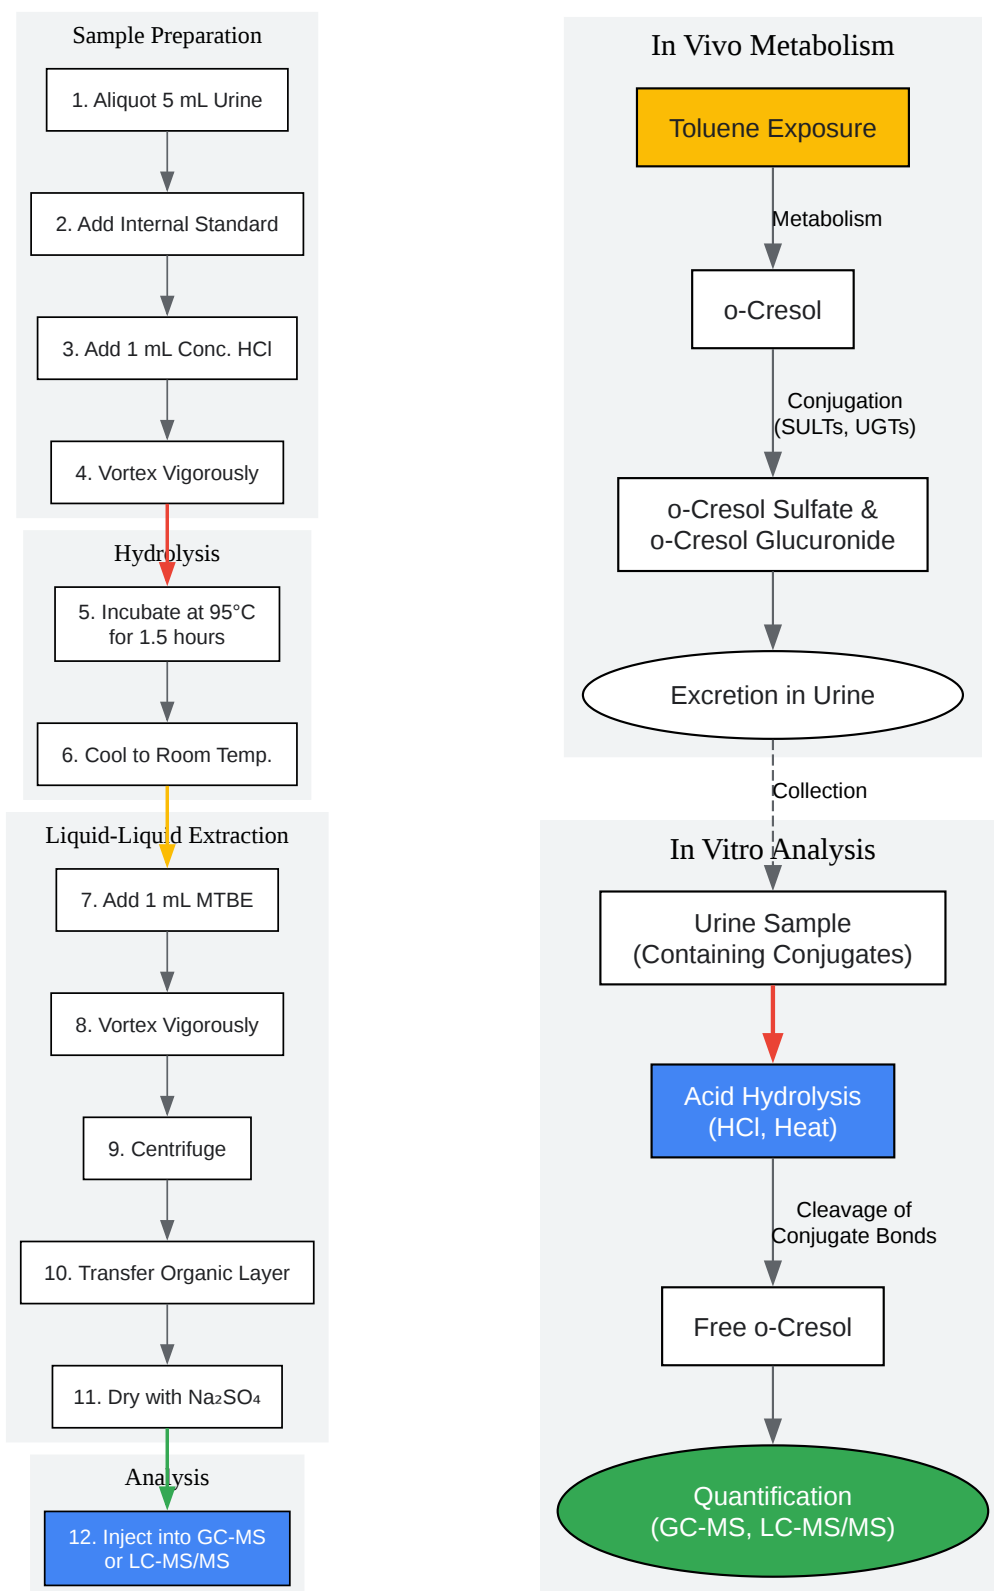 Sample Preparation
1. Aliquot 5 mL Urine
2. Add Internal Standard
3. Add 1 mL Conc. HCl
4. Vortex Vigorously
Hydrolysis
5. Incubate at 95°C
for 1.5 hours
6. Cool to Room Temp.
Liquid-Liquid Extraction
7. Add 1 mL MTBE
8. Vortex Vigorously
9. Centrifuge
10. Transfer Organic Layer
11. Dry with Na₂SO₄
Analysis
12. Inject into GC-MS
or LC-MS/MS
In Vivo Metabolism
Toluene Exposure
Metabolism
o-Cresol
Conjugation
(SULTs, UGTs)
o-Cresol Sulfate &
o-Cresol Glucuronide
Excretion in Urine
Collection
In Vitro Analysis
Urine Sample
(Containing Conjugates)
Acid Hydrolysis
(HCl, Heat)
Cleavage of
Conjugate Bonds
Free o-Cresol
Quantification
(GC-MS, LC-MS/MS)